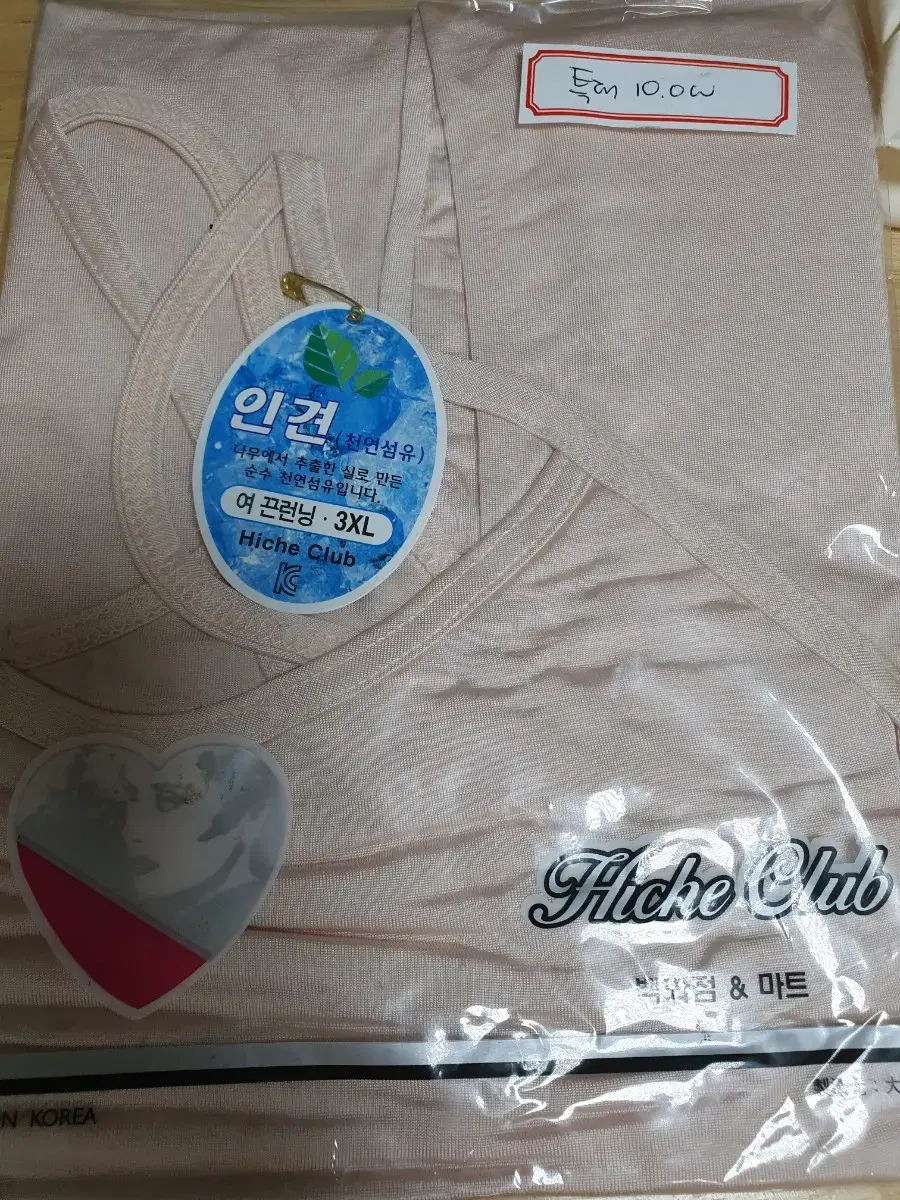 특대 10.0W
인견 (천연섬유)
나무에서 추출한 실로 만든
순수 천연섬유입니다.
여 끈런닝 · 3XL
Hiche Club
Hiche Club
백화점 & 마트
N KOREA